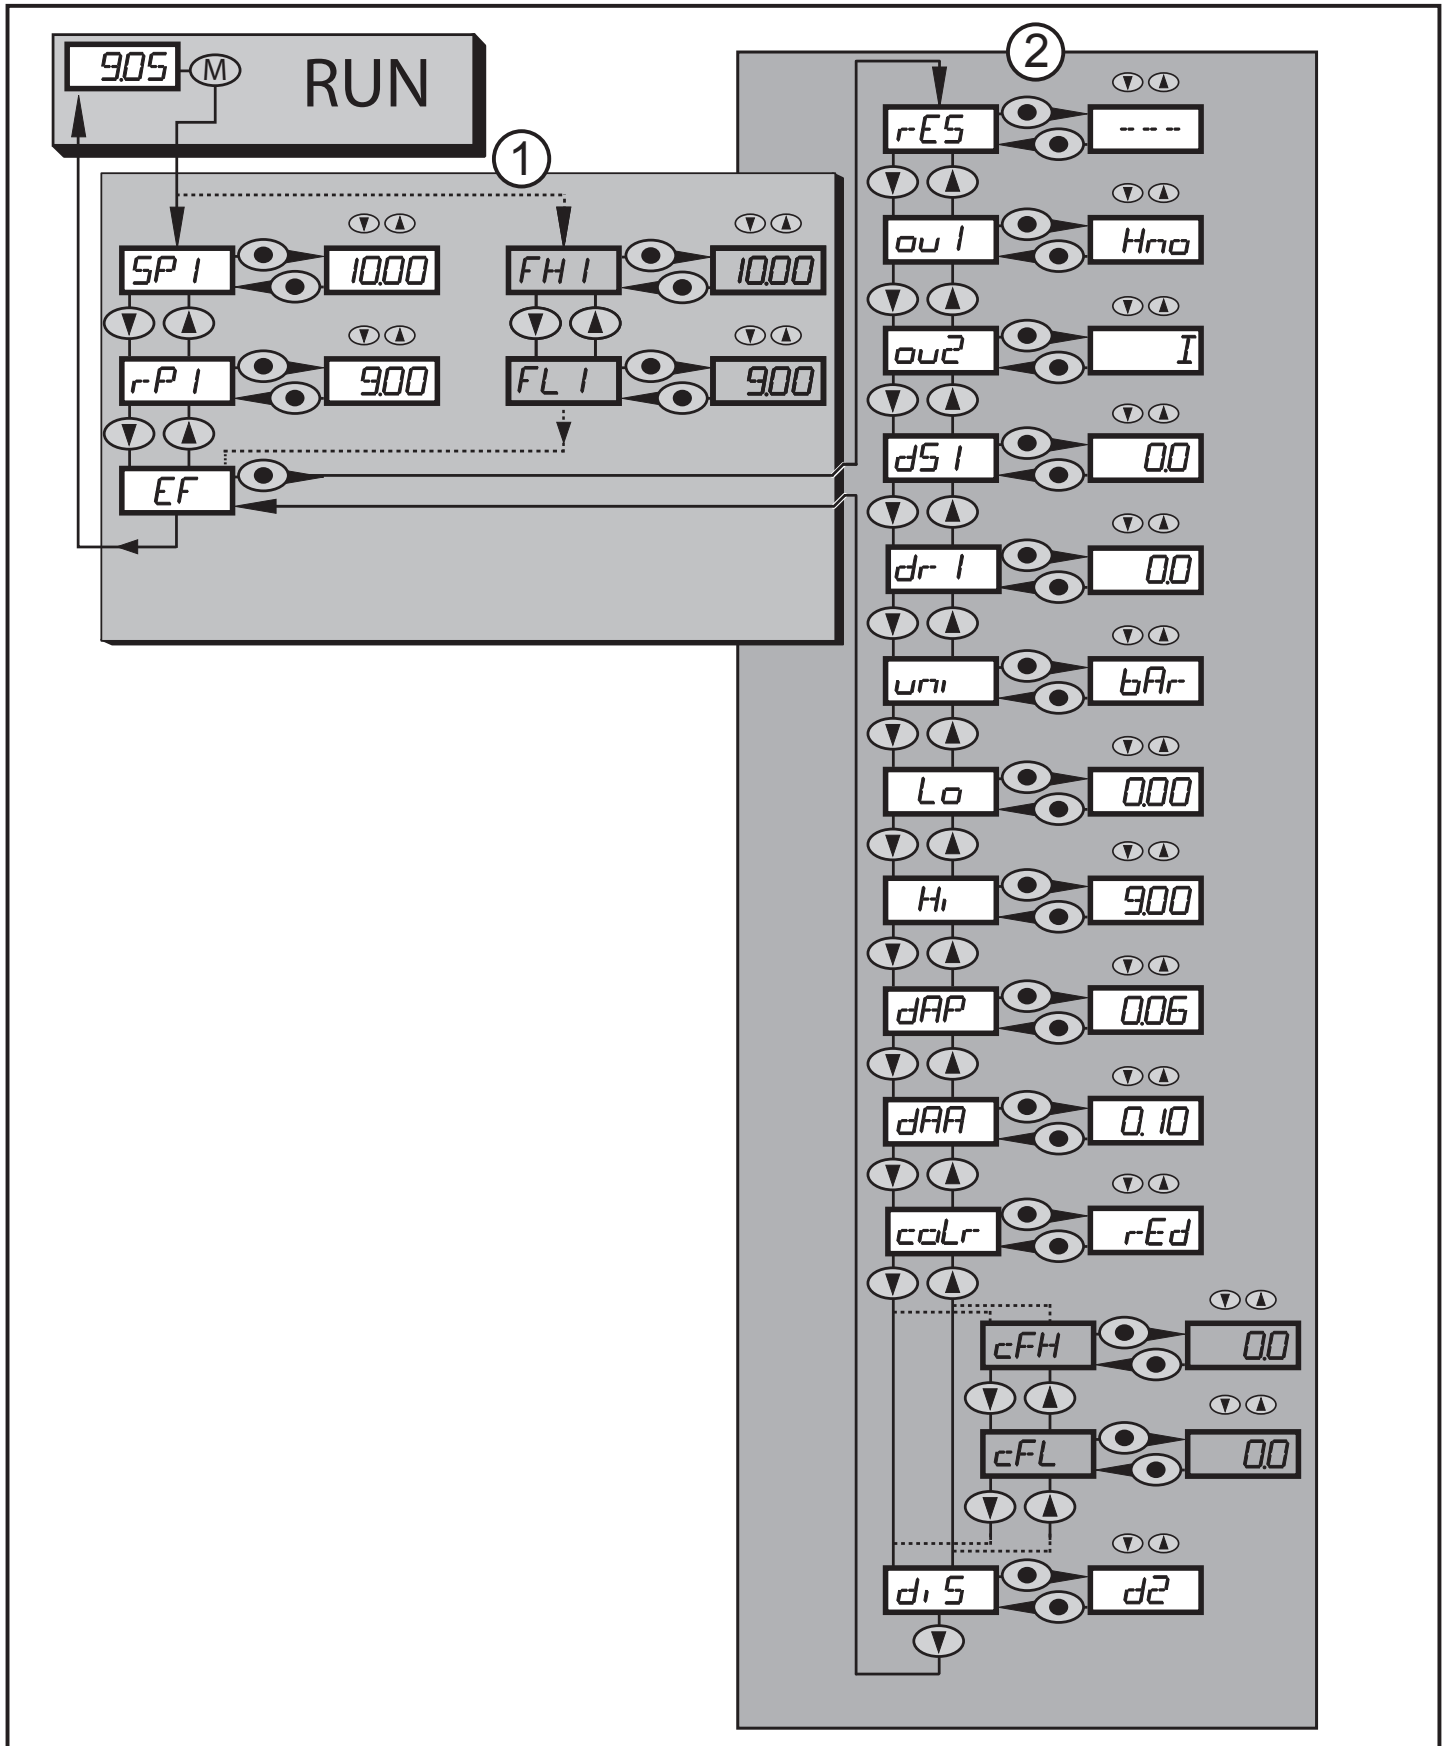 9.05 M RUN
1
SP1 10.00 FH1 10.00
rP1 9.00 FL1 9.00
EF
2
rES ----
ou1 Hno
ou2 I
dS1 0.0
dr1 0.0
uni bAr
Lo 0.00
Hi 9.00
dAP 0.06
dAA 0.10
coLr rEd
cFH 0.0
cFL 0.0
diS d2